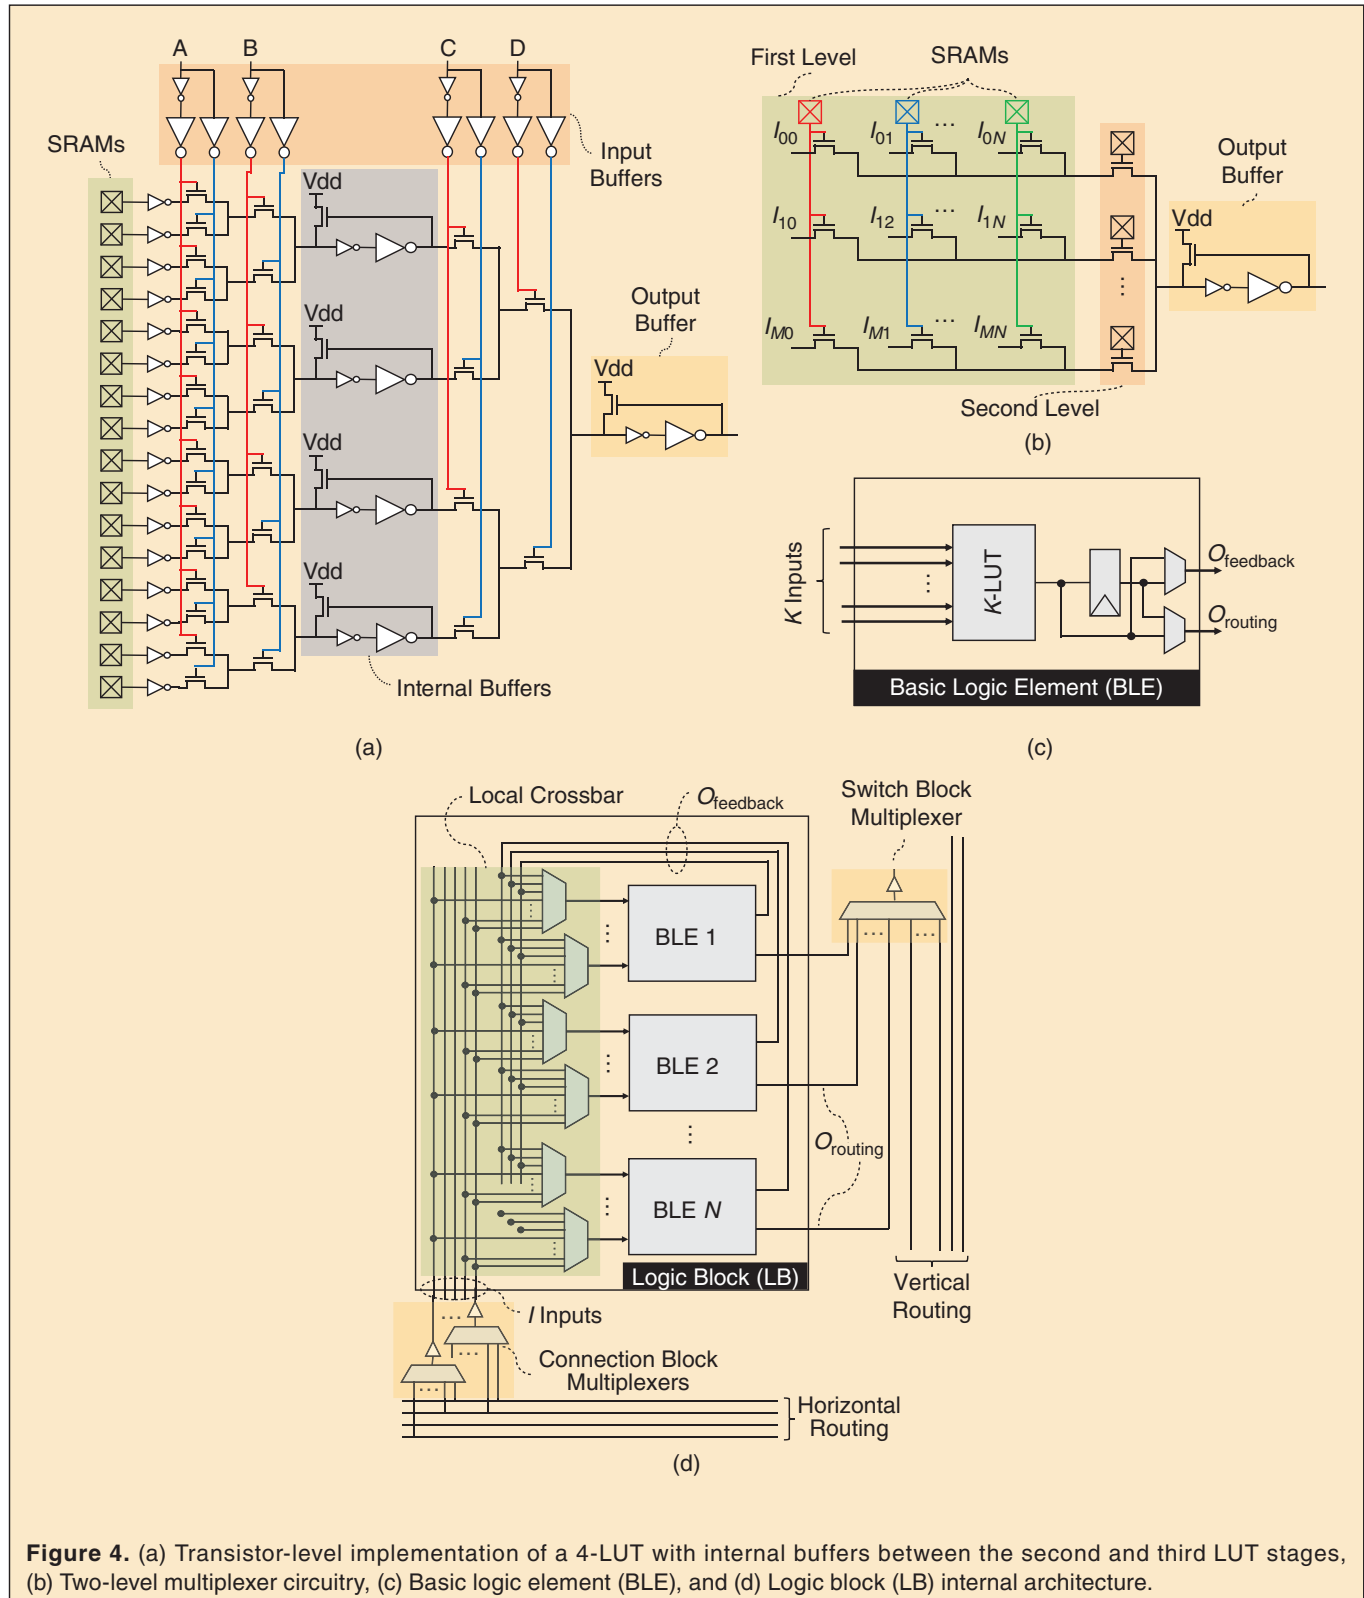 A B C D
SRAMs
Input
Buffers
Vdd
Vdd
Vdd
Vdd
Internal Buffers
Output
Buffer
Vdd
(a)
First Level
SRAMs
I00 I01 ... I0N
I10 I12 ... I1N
IM0 IM1 ... IMN
⋮
Second Level
Output
Buffer
Vdd
(b)
K Inputs
⋮
K-LUT
Ofeedback
Orouting
Basic Logic Element (BLE)
(c)
Local Crossbar
Ofeedback
Switch Block
Multiplexer
BLE 1
BLE 2
⋮
BLE N
Orouting
Logic Block (LB)
I Inputs
Vertical
Routing
Connection Block
Multiplexers
Horizontal
Routing
(d)
Figure 4. (a) Transistor-level implementation of a 4-LUT with internal buffers between the second and third LUT stages,
(b) Two-level multiplexer circuitry, (c) Basic logic element (BLE), and (d) Logic block (LB) internal architecture.